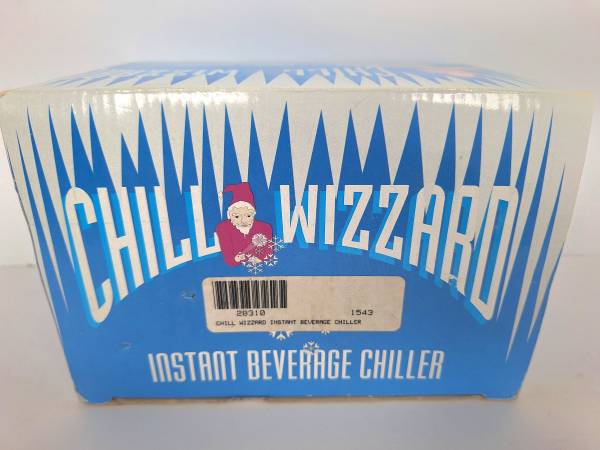 CHILL WIZZARD
28310 1543
CHILL WIZZARD INSTANT BEVERAGE CHILLER
INSTANT BEVERAGE CHILLER